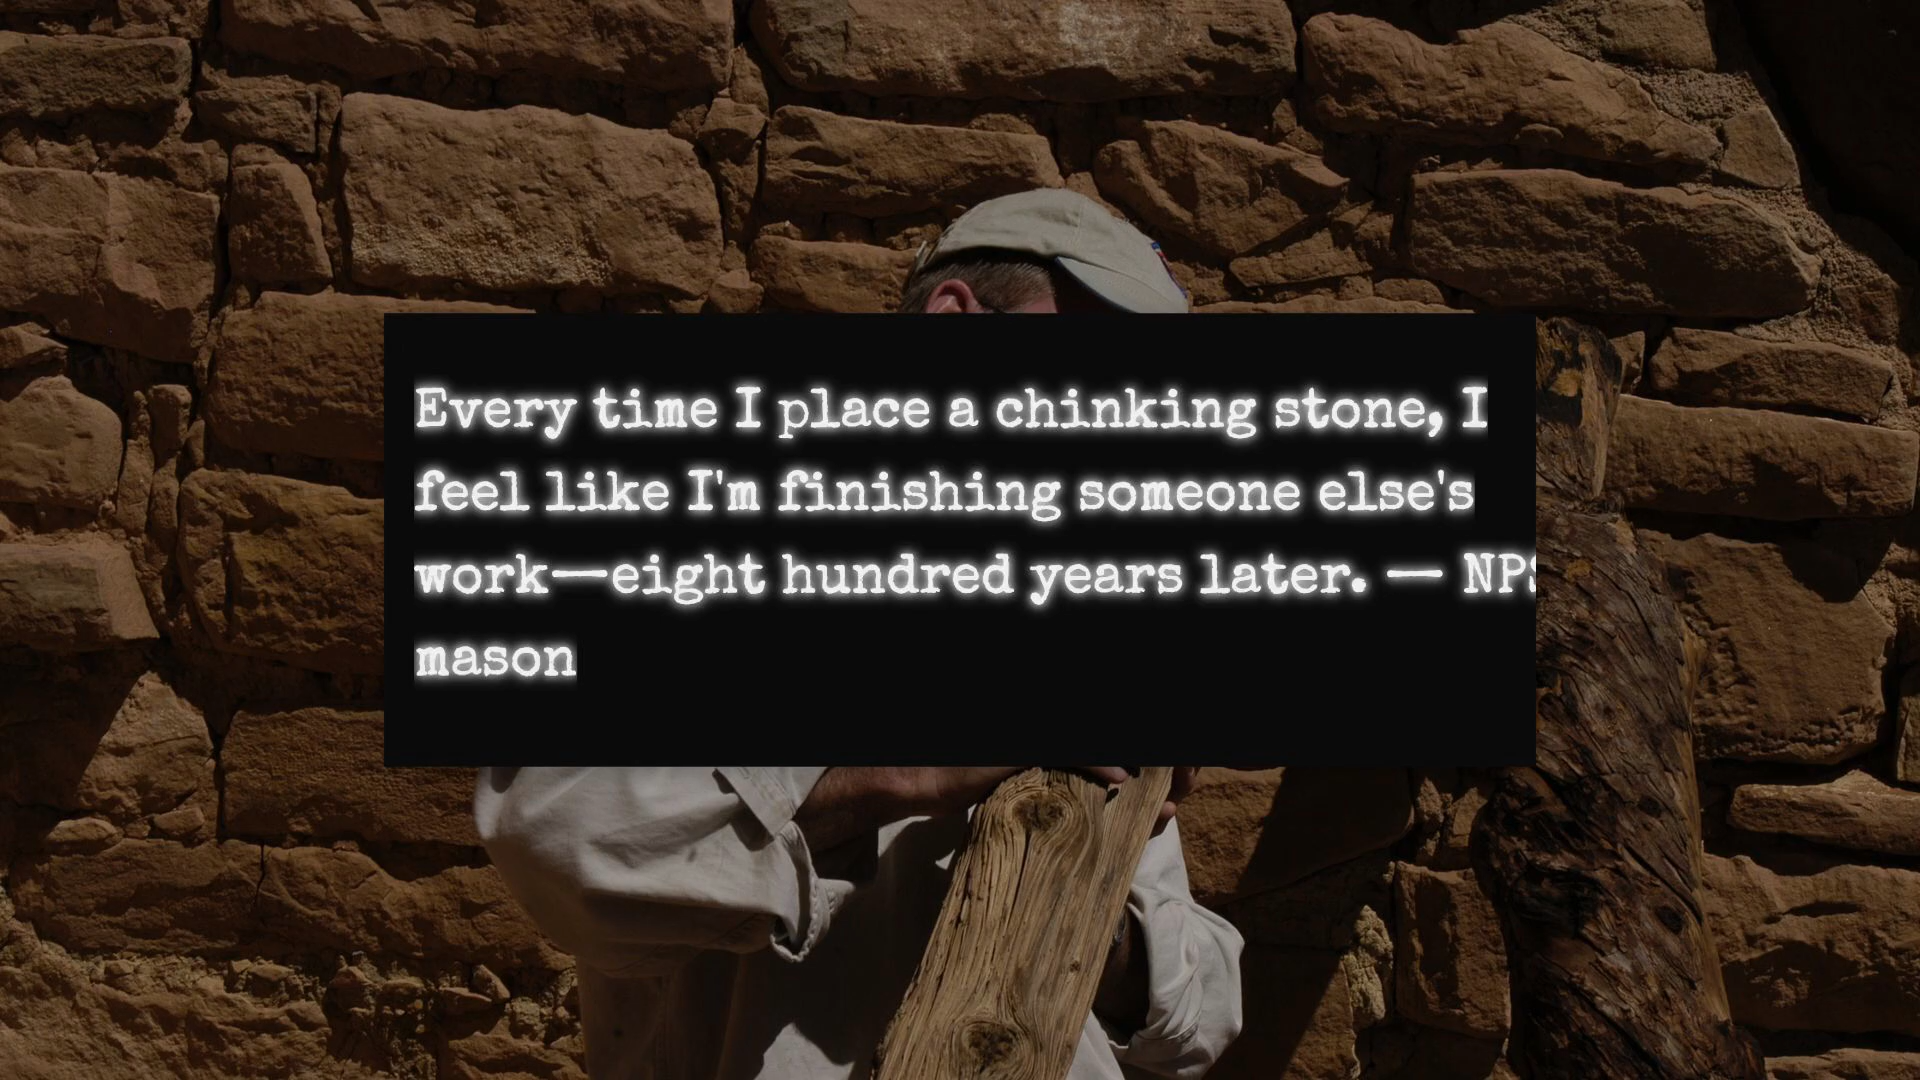 Every time I place a chinking stone, I
feel like I'm finishing someone else's
work—eight hundred years later. — NPS
mason